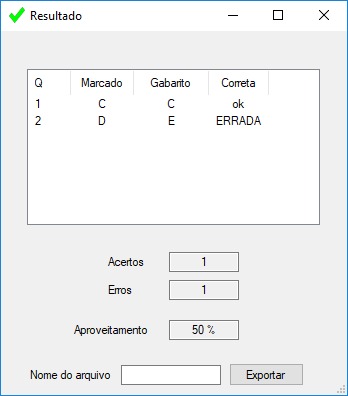 Resultado
Q Marcado Gabarito Correta
1 C C ok
2 D E ERRADA
Acertos 1
Erros 1
Aproveitamento 50 %
Nome do arquivo Exportar